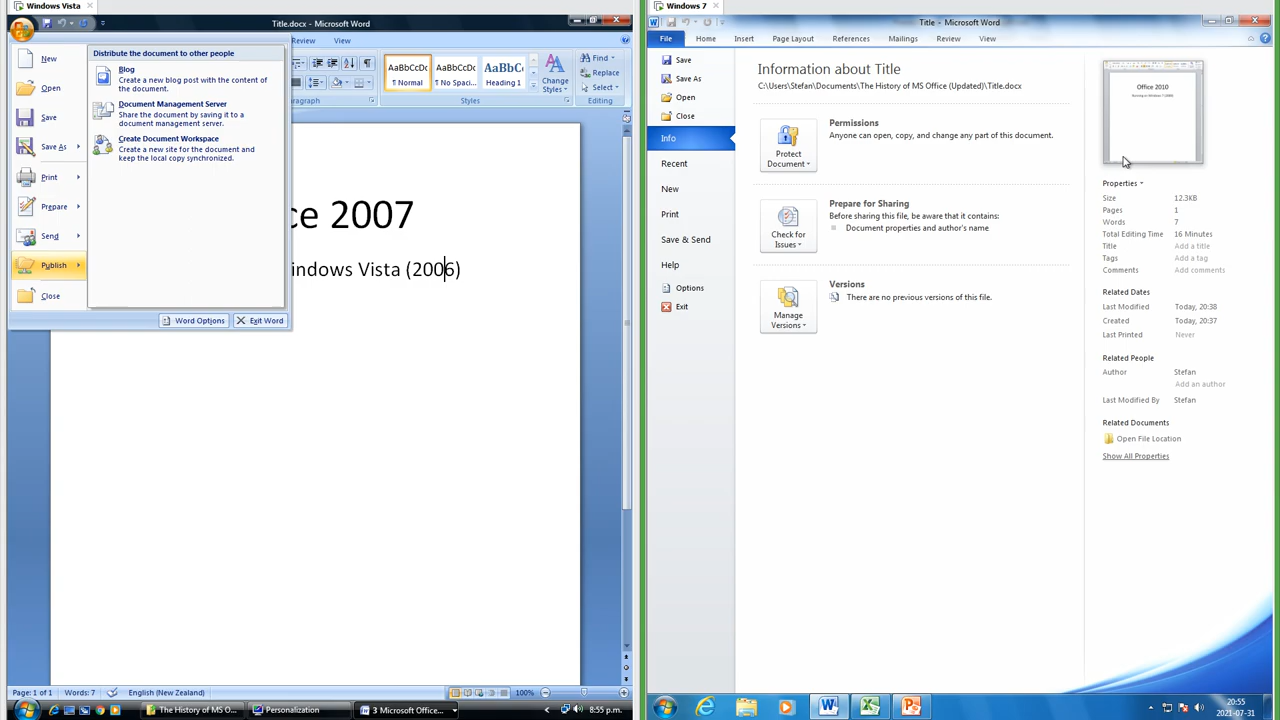 Windows Vista
Title.docx - Microsoft Word
Review View
New
Open
Save
Save As
Print
Prepare
Send
Publish
Close
Distribute the document to other people
Blog
Create a new blog post with the content of
the document.
Document Management Server
Share the document by saving it to a
document management server.
Create Document Workspace
Create a new site for the document and
keep the local copy synchronized.
Word Options
Exit Word
AaBbCcDc AaBbCcDc AaBbC
¶ Normal ¶ No Spaci... Heading 1
Change
Styles
Find
Replace
Select
aragraph Styles Editing
ce 2007
indows Vista (2006)
Page: 1 of 1 Words: 7 English (New Zealand) 100%
The History of MS O... Personalization 3 Microsoft Office... 8:55 p.m.
Windows 7
Title - Microsoft Word
File Home Insert Page Layout References Mailings Review View
Save
Save As
Open
Close
Info
Recent
New
Print
Save & Send
Help
Options
Exit
Information about Title
C:\Users\Stefan\Documents\The History of MS Office (Updated)\Title.docx
Protect
Document
Permissions
Anyone can open, copy, and change any part of this document.
Check for
Issues
Prepare for Sharing
Before sharing this file, be aware that it contains:
Document properties and author's name
Manage
Versions
Versions
There are no previous versions of this file.
Office 2010
Running on Windows 7 (2009)
Properties
Size 12.3KB
Pages 1
Words 7
Total Editing Time 16 Minutes
Title Add a title
Tags Add a tag
Comments Add comments
Related Dates
Last Modified Today, 20:38
Created Today, 20:37
Last Printed Never
Related People
Author Stefan
Add an author
Last Modified By Stefan
Related Documents
Open File Location
Show All Properties
20:55
2021-07-31